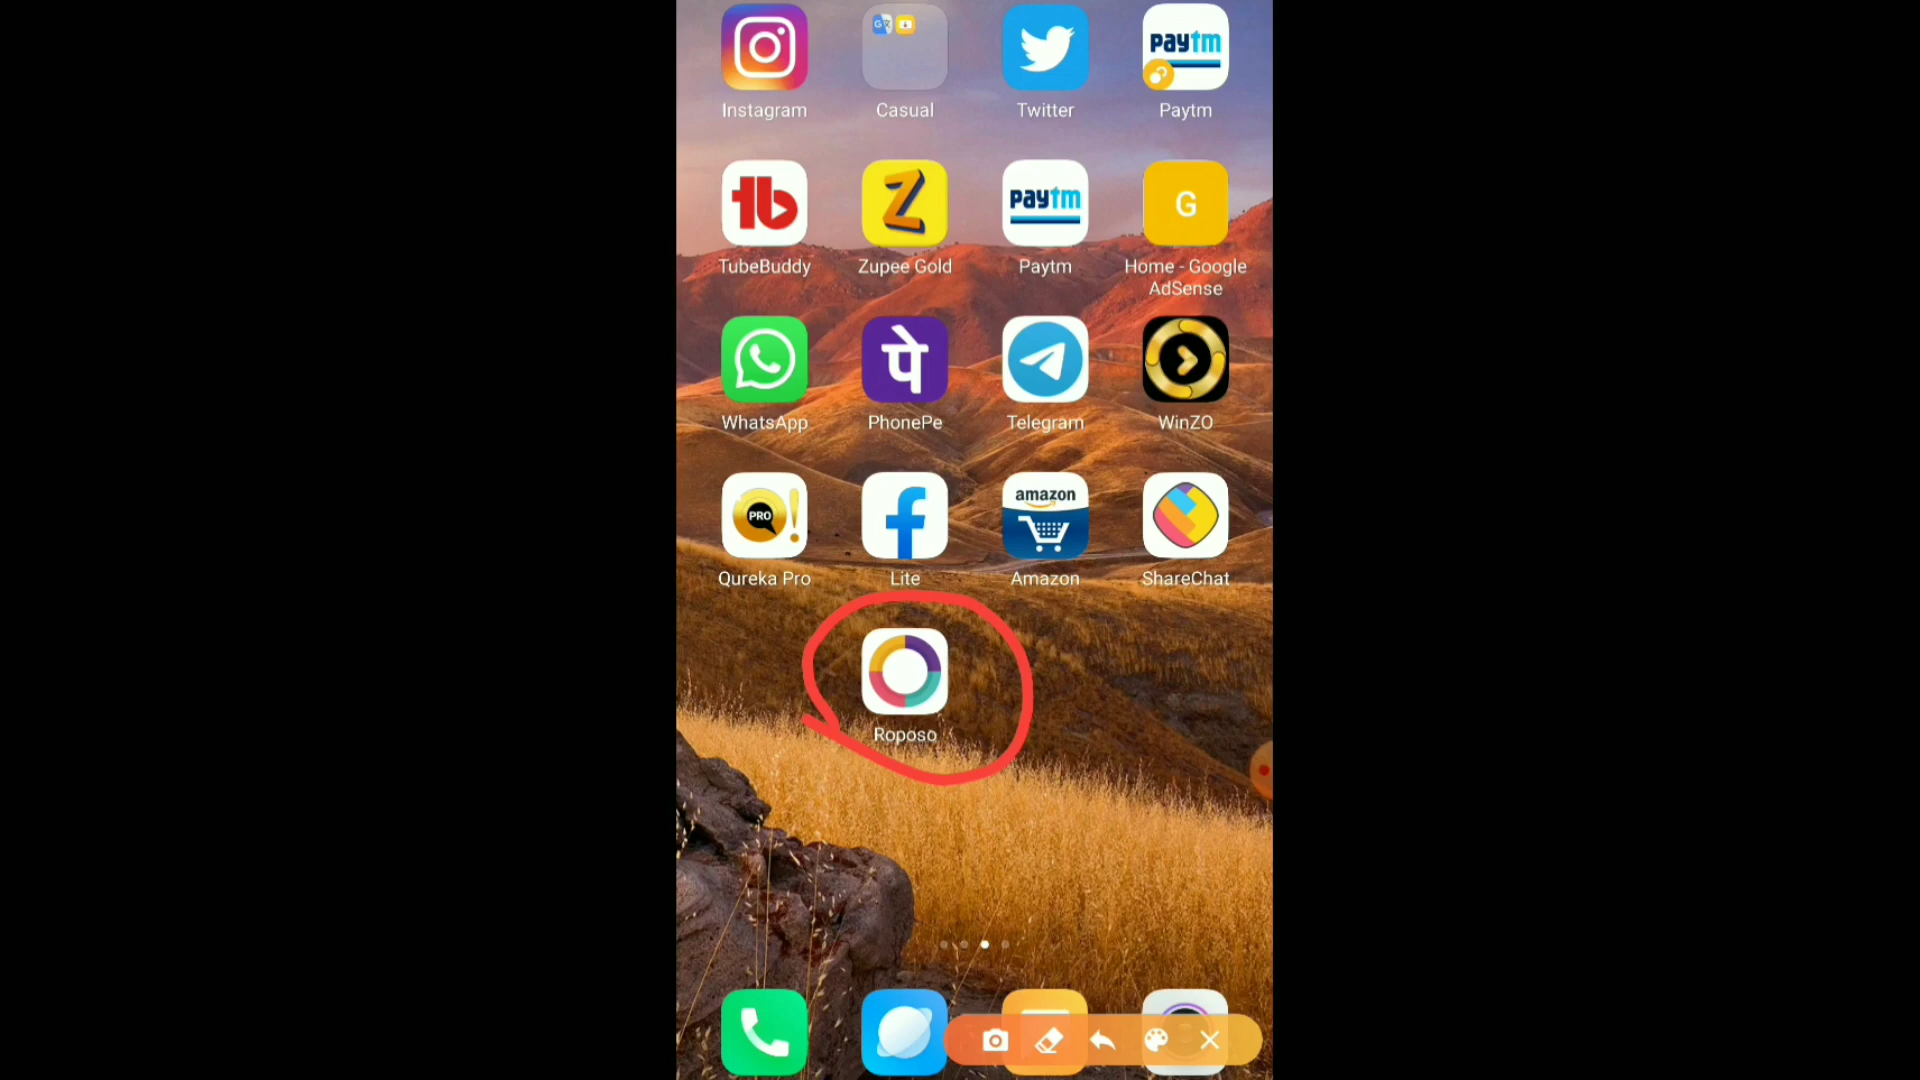 Instagram
Casual
Twitter
paytm
Paytm
TubeBuddy
Z
Zupee Gold
paytm
Paytm
G
Home - Google
AdSense
WhatsApp
पे
PhonePe
Telegram
WinZO
PRO
Qureka Pro
Lite
amazon
Amazon
ShareChat
Roposo